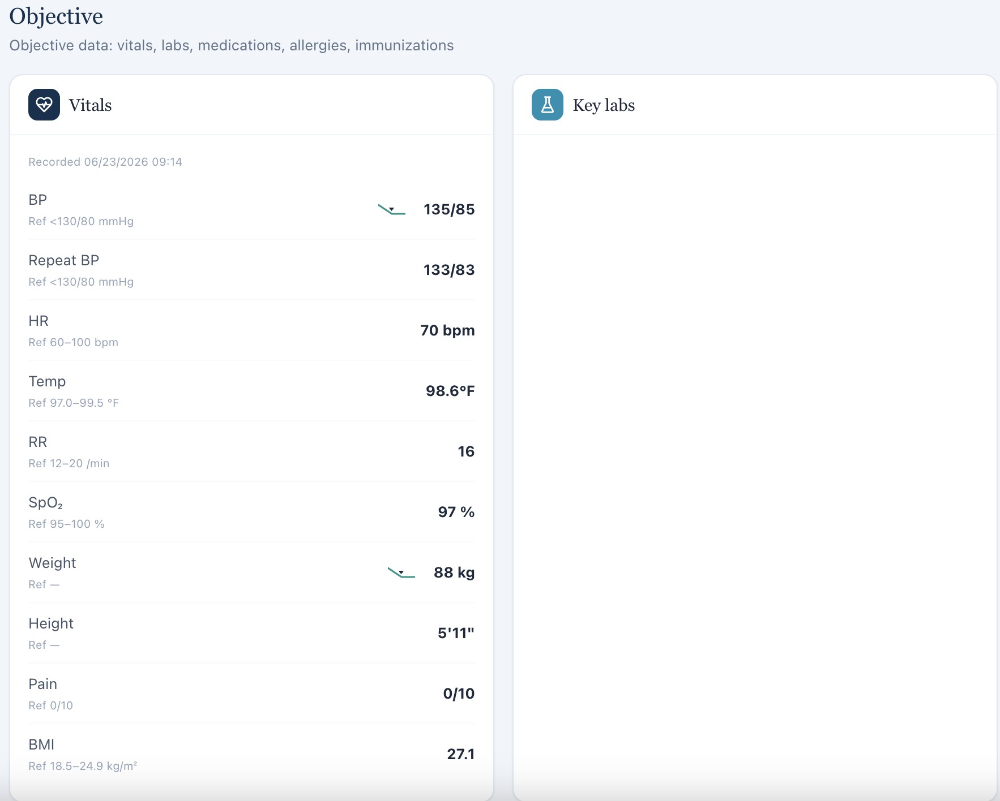 Objective
Objective data: vitals, labs, medications, allergies, immunizations
Vitals
Recorded 06/23/2026 09:14
BP
Ref <130/80 mmHg
135/85
Repeat BP
Ref <130/80 mmHg
133/83
HR
Ref 60–100 bpm
70 bpm
Temp
Ref 97.0–99.5 °F
98.6°F
RR
Ref 12–20 /min
16
SpO₂
Ref 95–100 %
97 %
Weight
Ref —
88 kg
Height
Ref —
5'11"
Pain
Ref 0/10
0/10
BMI
Ref 18.5–24.9 kg/m²
27.1
Key labs